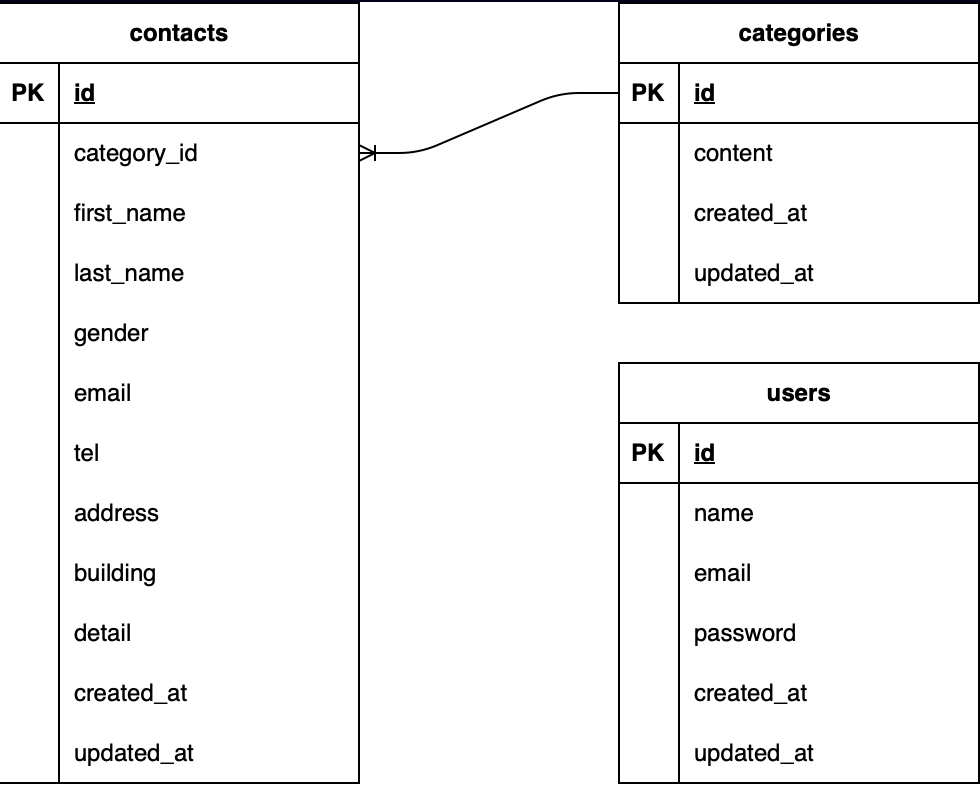 contacts
PK id
category_id
first_name
last_name
gender
email
tel
address
building
detail
created_at
updated_at
categories
PK id
content
created_at
updated_at
users
PK id
name
email
password
created_at
updated_at